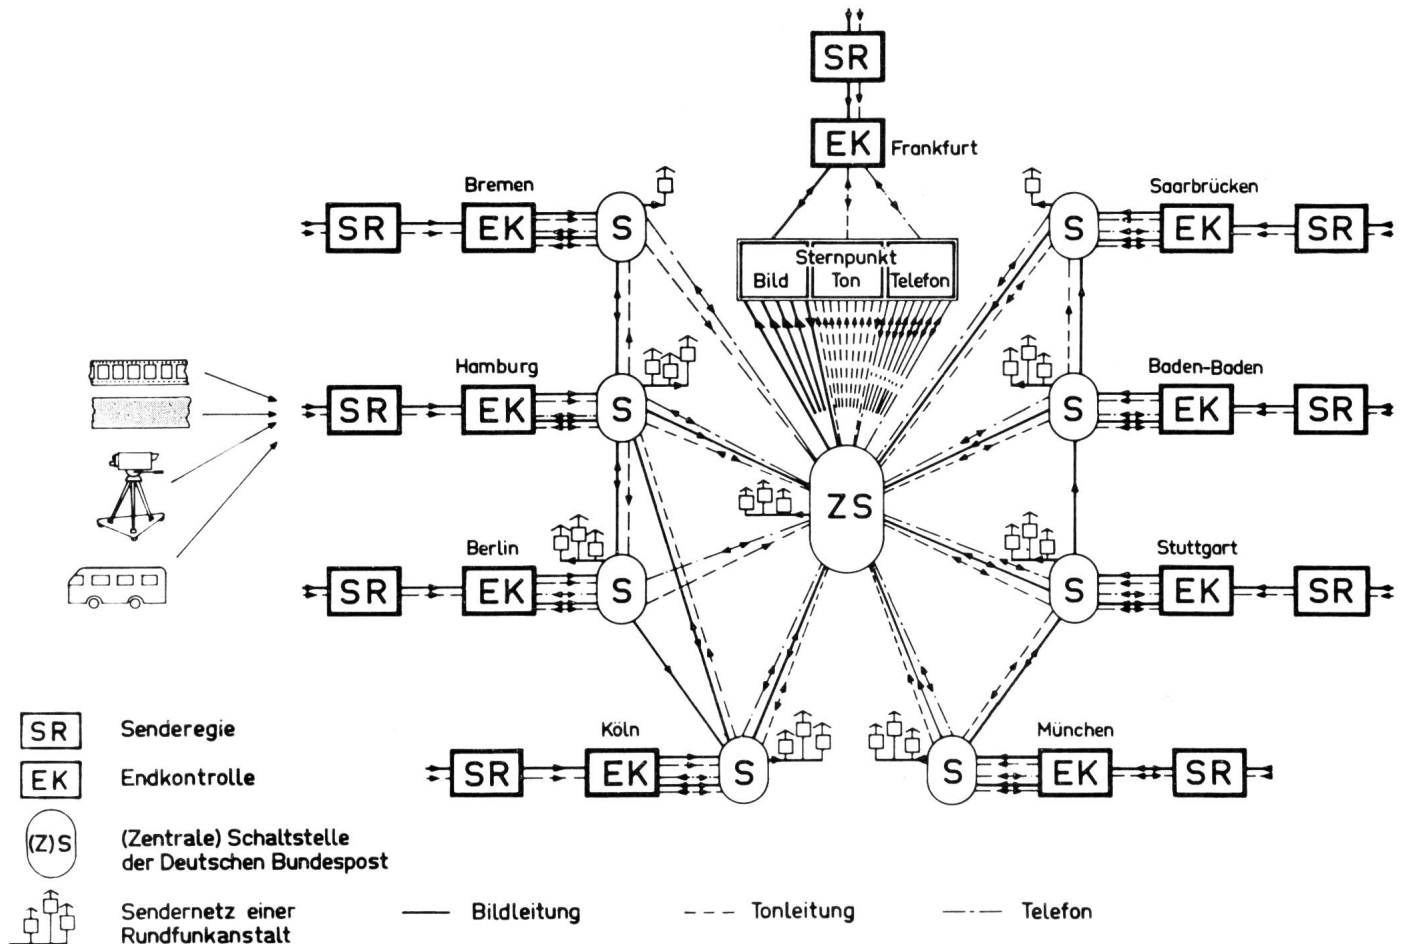 SR
EK Frankfurt
Bremen
SR EK S
Saarbrücken
S EK SR
Sternpunkt
Bild Ton Telefon
Hamburg
SR EK S
Baden-Baden
S EK SR
ZS
Berlin
SR EK S
Stuttgart
S EK SR
Köln
SR EK S
München
S EK SR
SR Senderegie
EK Endkontrolle
(Z)S (Zentrale) Schaltstelle
der Deutschen Bundespost
Sendernetz einer
Rundfunkanstalt
Bildleitung
Tonleitung
Telefon